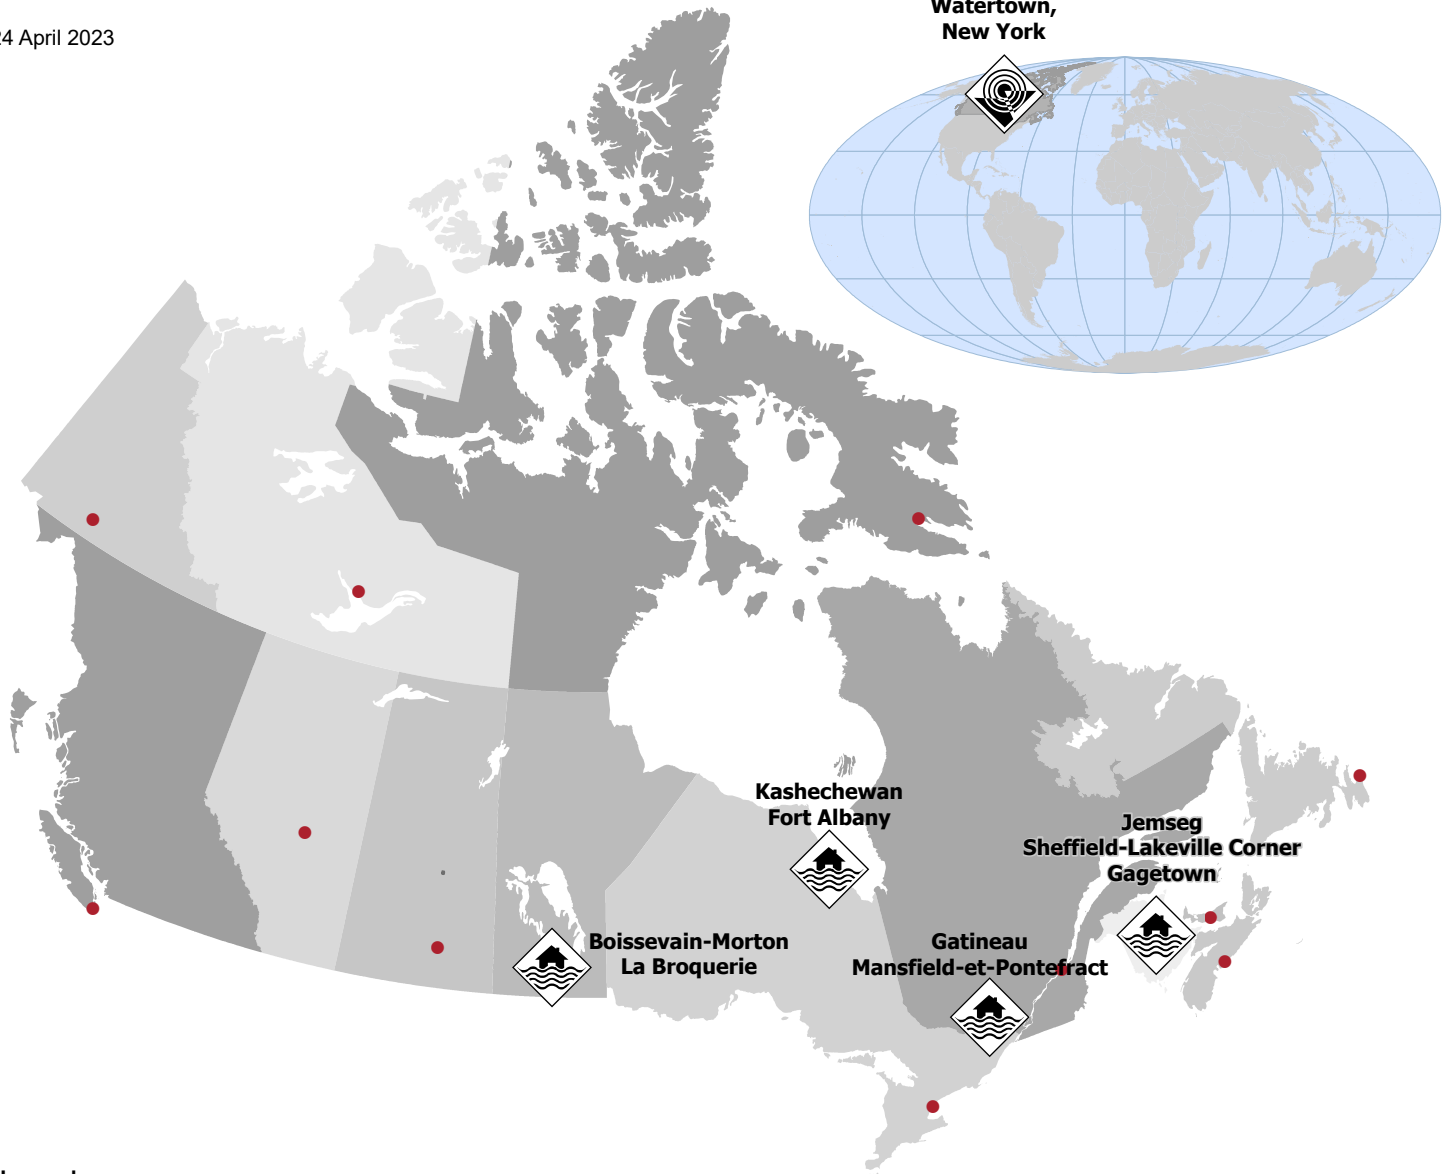 24 April 2023
Watertown,
New York
Kashechewan
Fort Albany
Jemseg
Sheffield-Lakeville Corner
Gagetown
Boissevain-Morton
La Broquerie
Gatineau
Mansfield-et-Pontefract